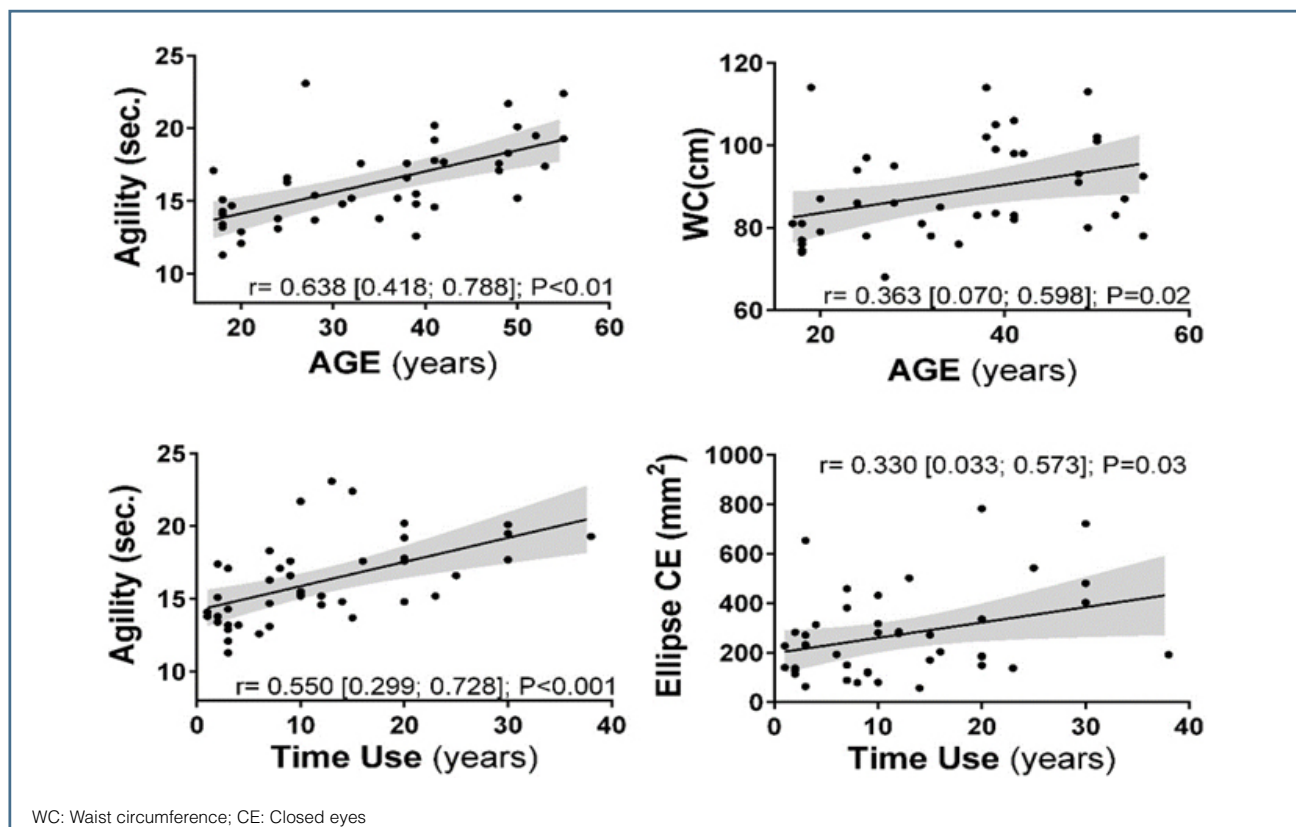 25
20
15
10
Agility (sec.)
r= 0.638 [0.418; 0.788]; P<0.01
20 30 40 50 60
AGE (years)
120
100
80
60
WC(cm)
r= 0.363 [0.070; 0.598]; P=0.02
20 40 60
AGE (years)
25
20
15
10
Agility (sec.)
r= 0.550 [0.299; 0.728]; P<0.001
0 10 20 30 40
Time Use (years)
1000
800
600
400
200
0
Ellipse CE (mm²)
r= 0.330 [0.033; 0.573]; P=0.03
0 10 20 30 40
Time Use (years)
WC: Waist circumference; CE: Closed eyes